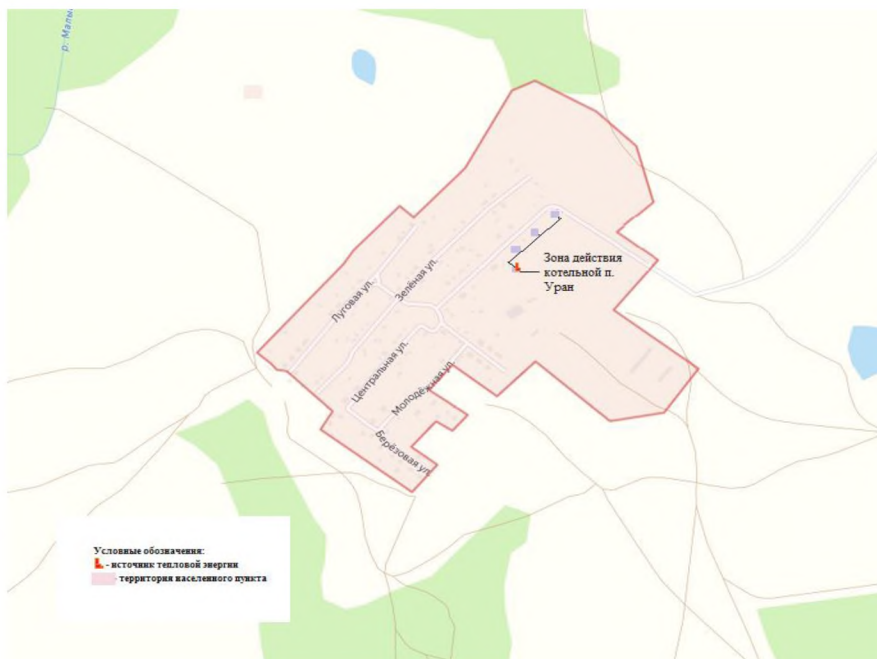 р. Малый
Зона действия
котельной п.
Уран
Зелёная ул.
Луговая ул.
Центральная ул.
Молодёжная ул.
Берёзовая ул.
Условные обозначения:
- источник тепловой энергии
- территория населенного пункта